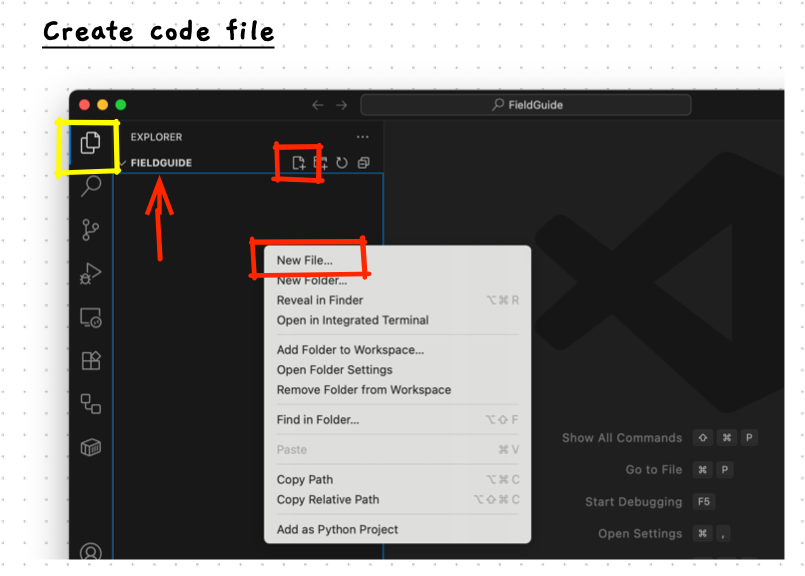 Create code file
FieldGuide
EXPLORER
FIELDGUIDE
New File...
New Folder...
Reveal in Finder ⌥⌘R
Open in Integrated Terminal
Add Folder to Workspace...
Open Folder Settings
Remove Folder from Workspace
Find in Folder... ⌥⇧F
Paste ⌘V
Copy Path ⌥⌘C
Copy Relative Path ⌥⇧⌘C
Add as Python Project
Show All Commands ⇧ ⌘ P
Go to File ⌘ P
Start Debugging F5
Open Settings ⌘ ,